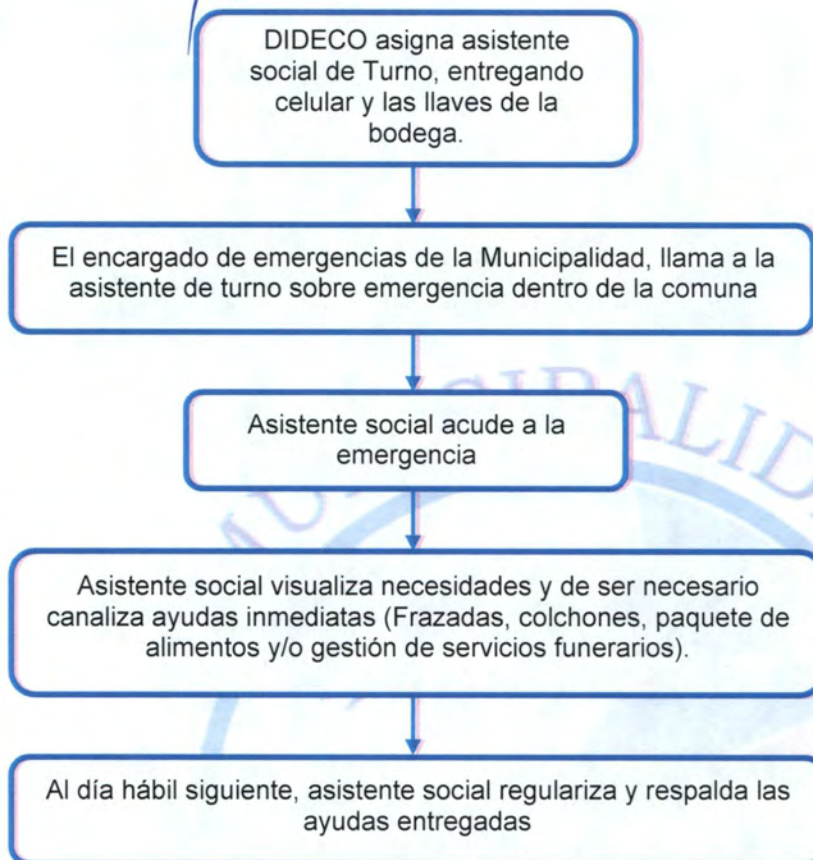 DIDECO asigna asistente
social de Turno, entregando
celular y las llaves de la
bodega.
El encargado de emergencias de la Municipalidad, llama a la
asistente de turno sobre emergencia dentro de la comuna
Asistente social acude a la
emergencia
Asistente social visualiza necesidades y de ser necesario
canaliza ayudas inmediatas (Frazadas, colchones, paquete de
alimentos y/o gestión de servicios funerarios).
Al día hábil siguiente, asistente social regulariza y respalda las
ayudas entregadas